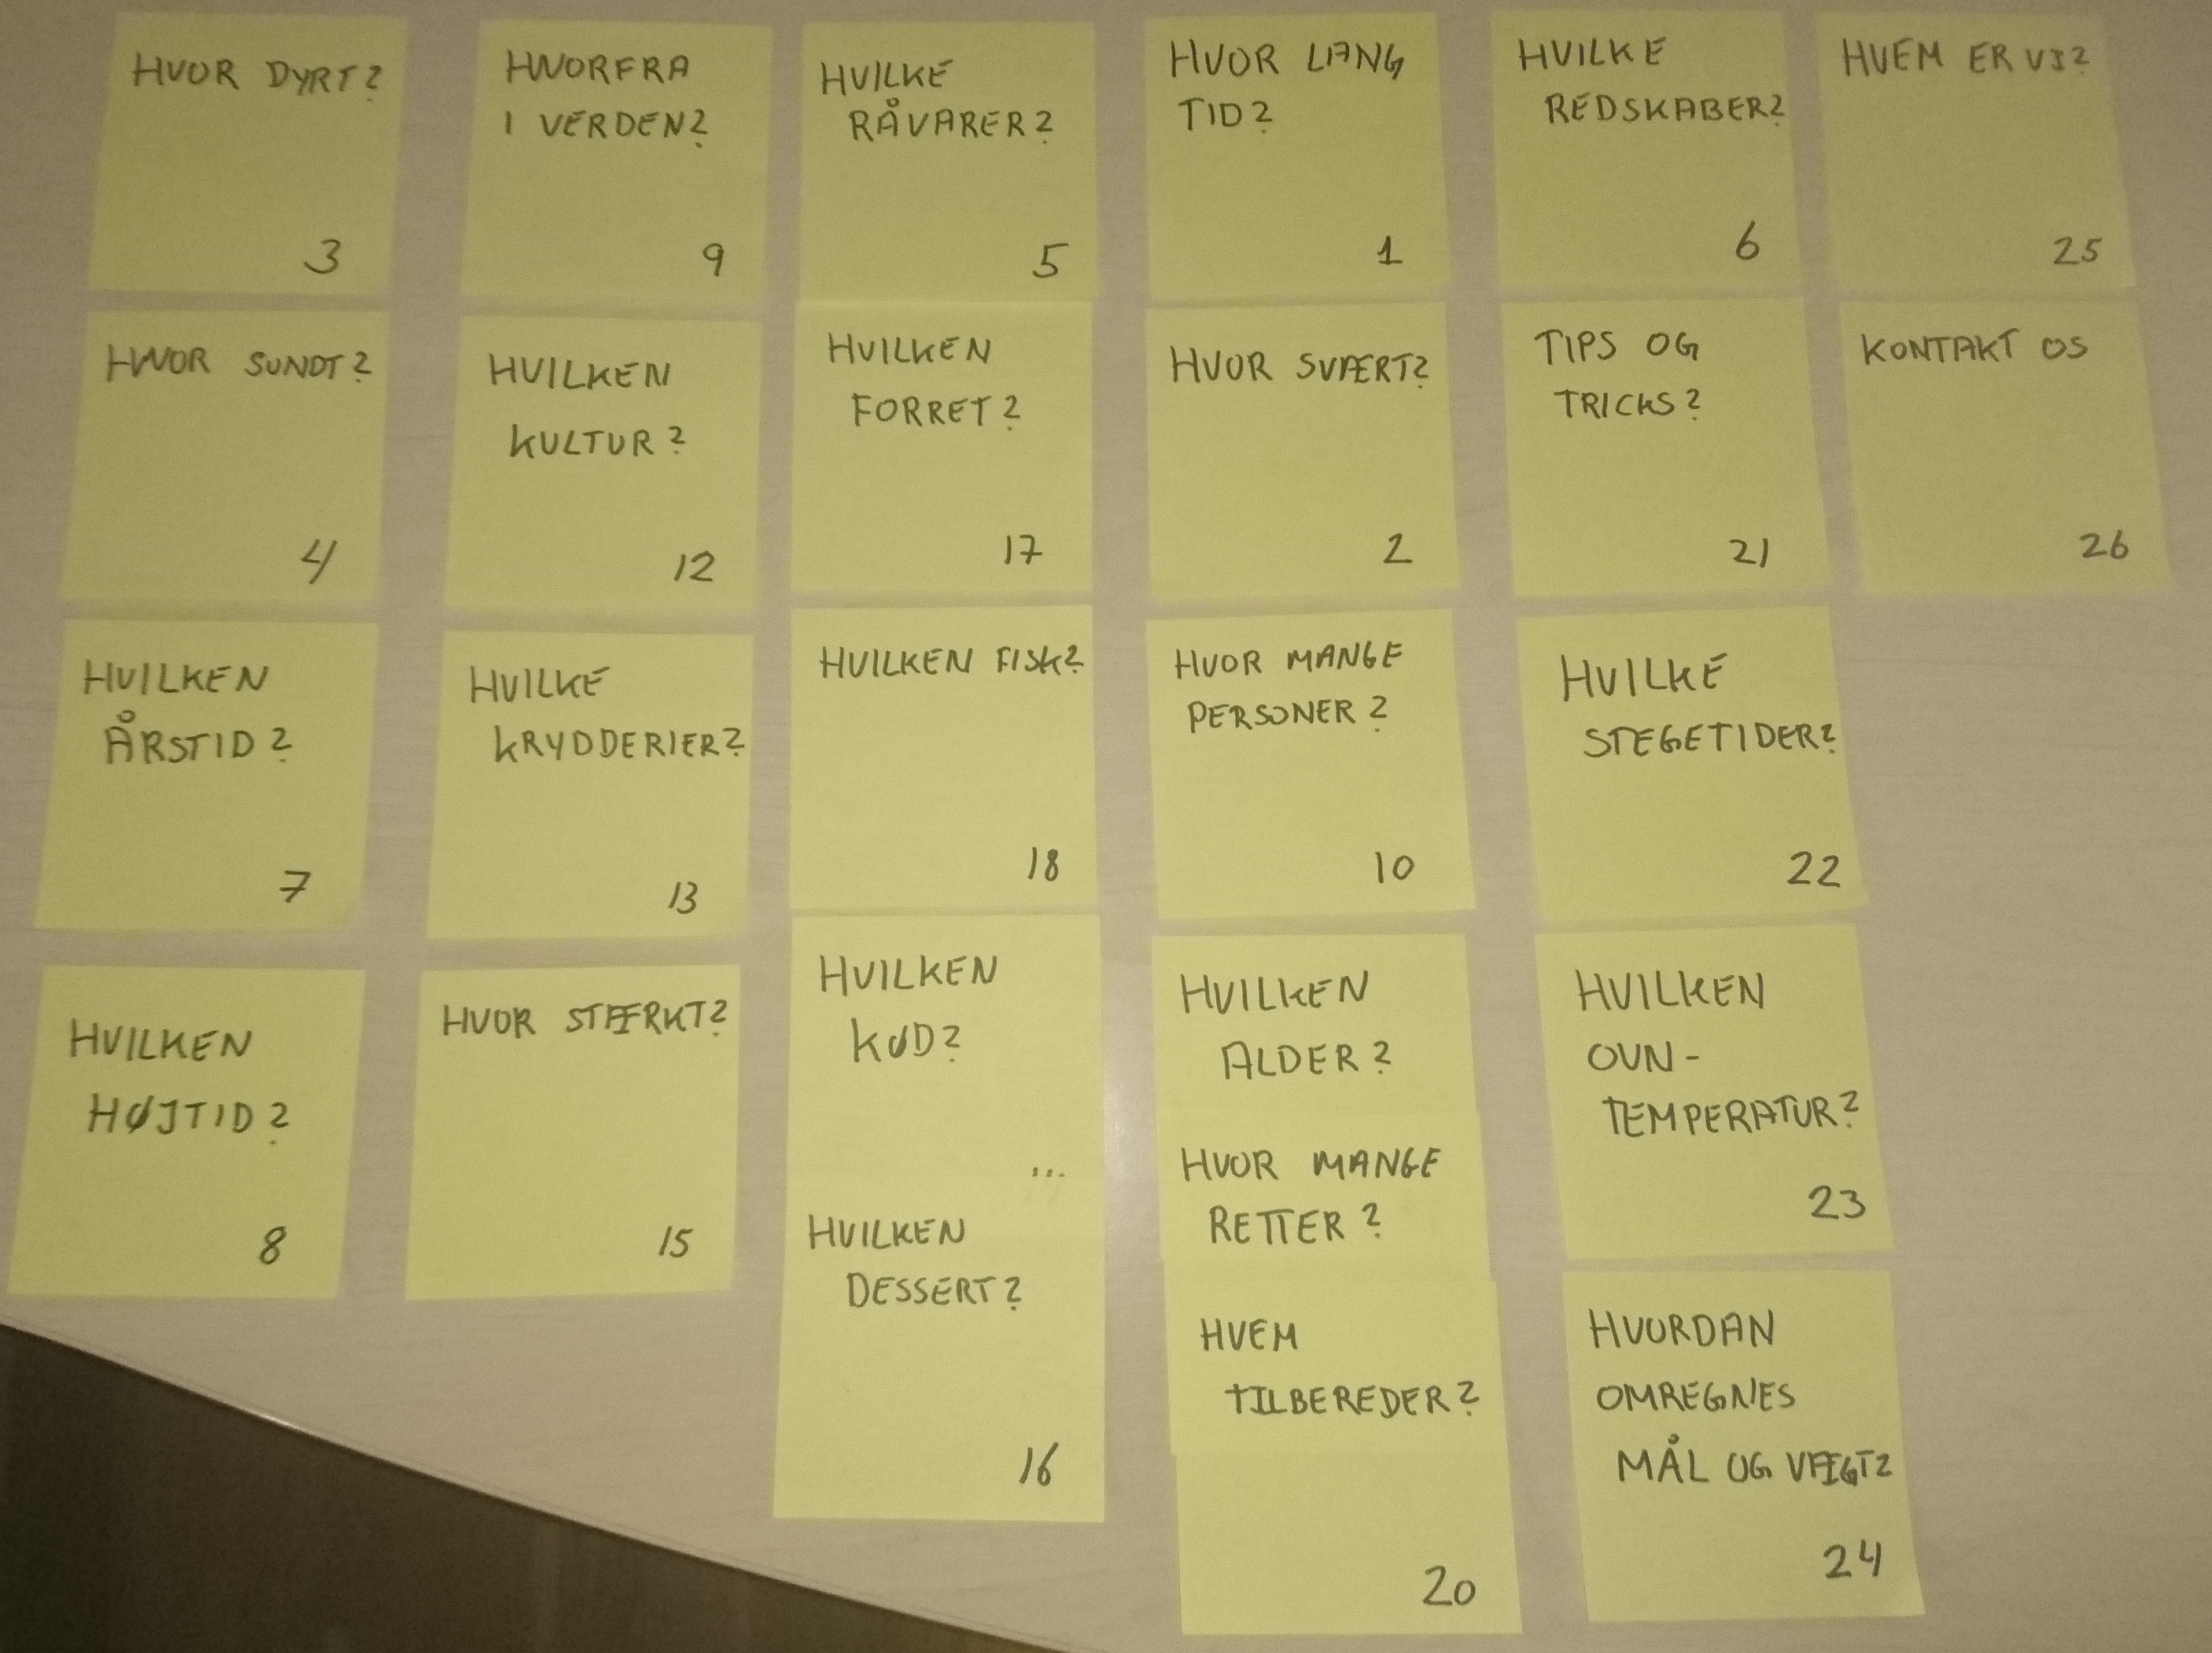 HVOR DYRT?
3
HVOR SUNDT?
4
HVILKEN
ÅRSTID?
7
HVILKEN
HØJTID?
8
HVORFRA
I VERDEN?
9
HVILKEN
KULTUR?
12
HVILKE
KRYDDERIER?
13
HVOR STÆRKT?
15
HVILKE
RÅVARER?
5
HVILKEN
FORRET?
17
HVILKEN FISK?
18
HVILKEN
KØD?
...
HVILKEN
DESSERT?
16
HVOR LANG
TID?
1
HVOR SVÆRT?
2
HVOR MANGE
PERSONER?
10
HVILKEN
ALDER?
HVOR MANGE
RETTER?
HVEM
TILBEREDER?
20
HVILKE
REDSKABER?
6
TIPS OG
TRICKS?
21
HVILKE
STEGETIDER?
22
HVILKEN
OVN-
TEMPERATUR?
23
HVORDAN
OMREGNES
MÅL OG VÆGT?
24
HVEM ER VI?
25
KONTAKT OS
26